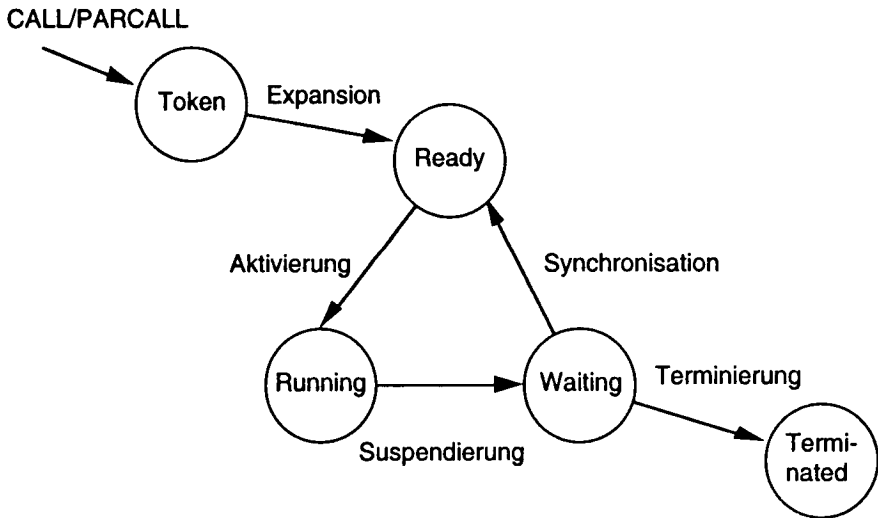 CALL/PARCALL
Token
Expansion
Ready
Aktivierung
Synchronisation
Running
Waiting
Terminierung
Suspendierung
Termi-
nated